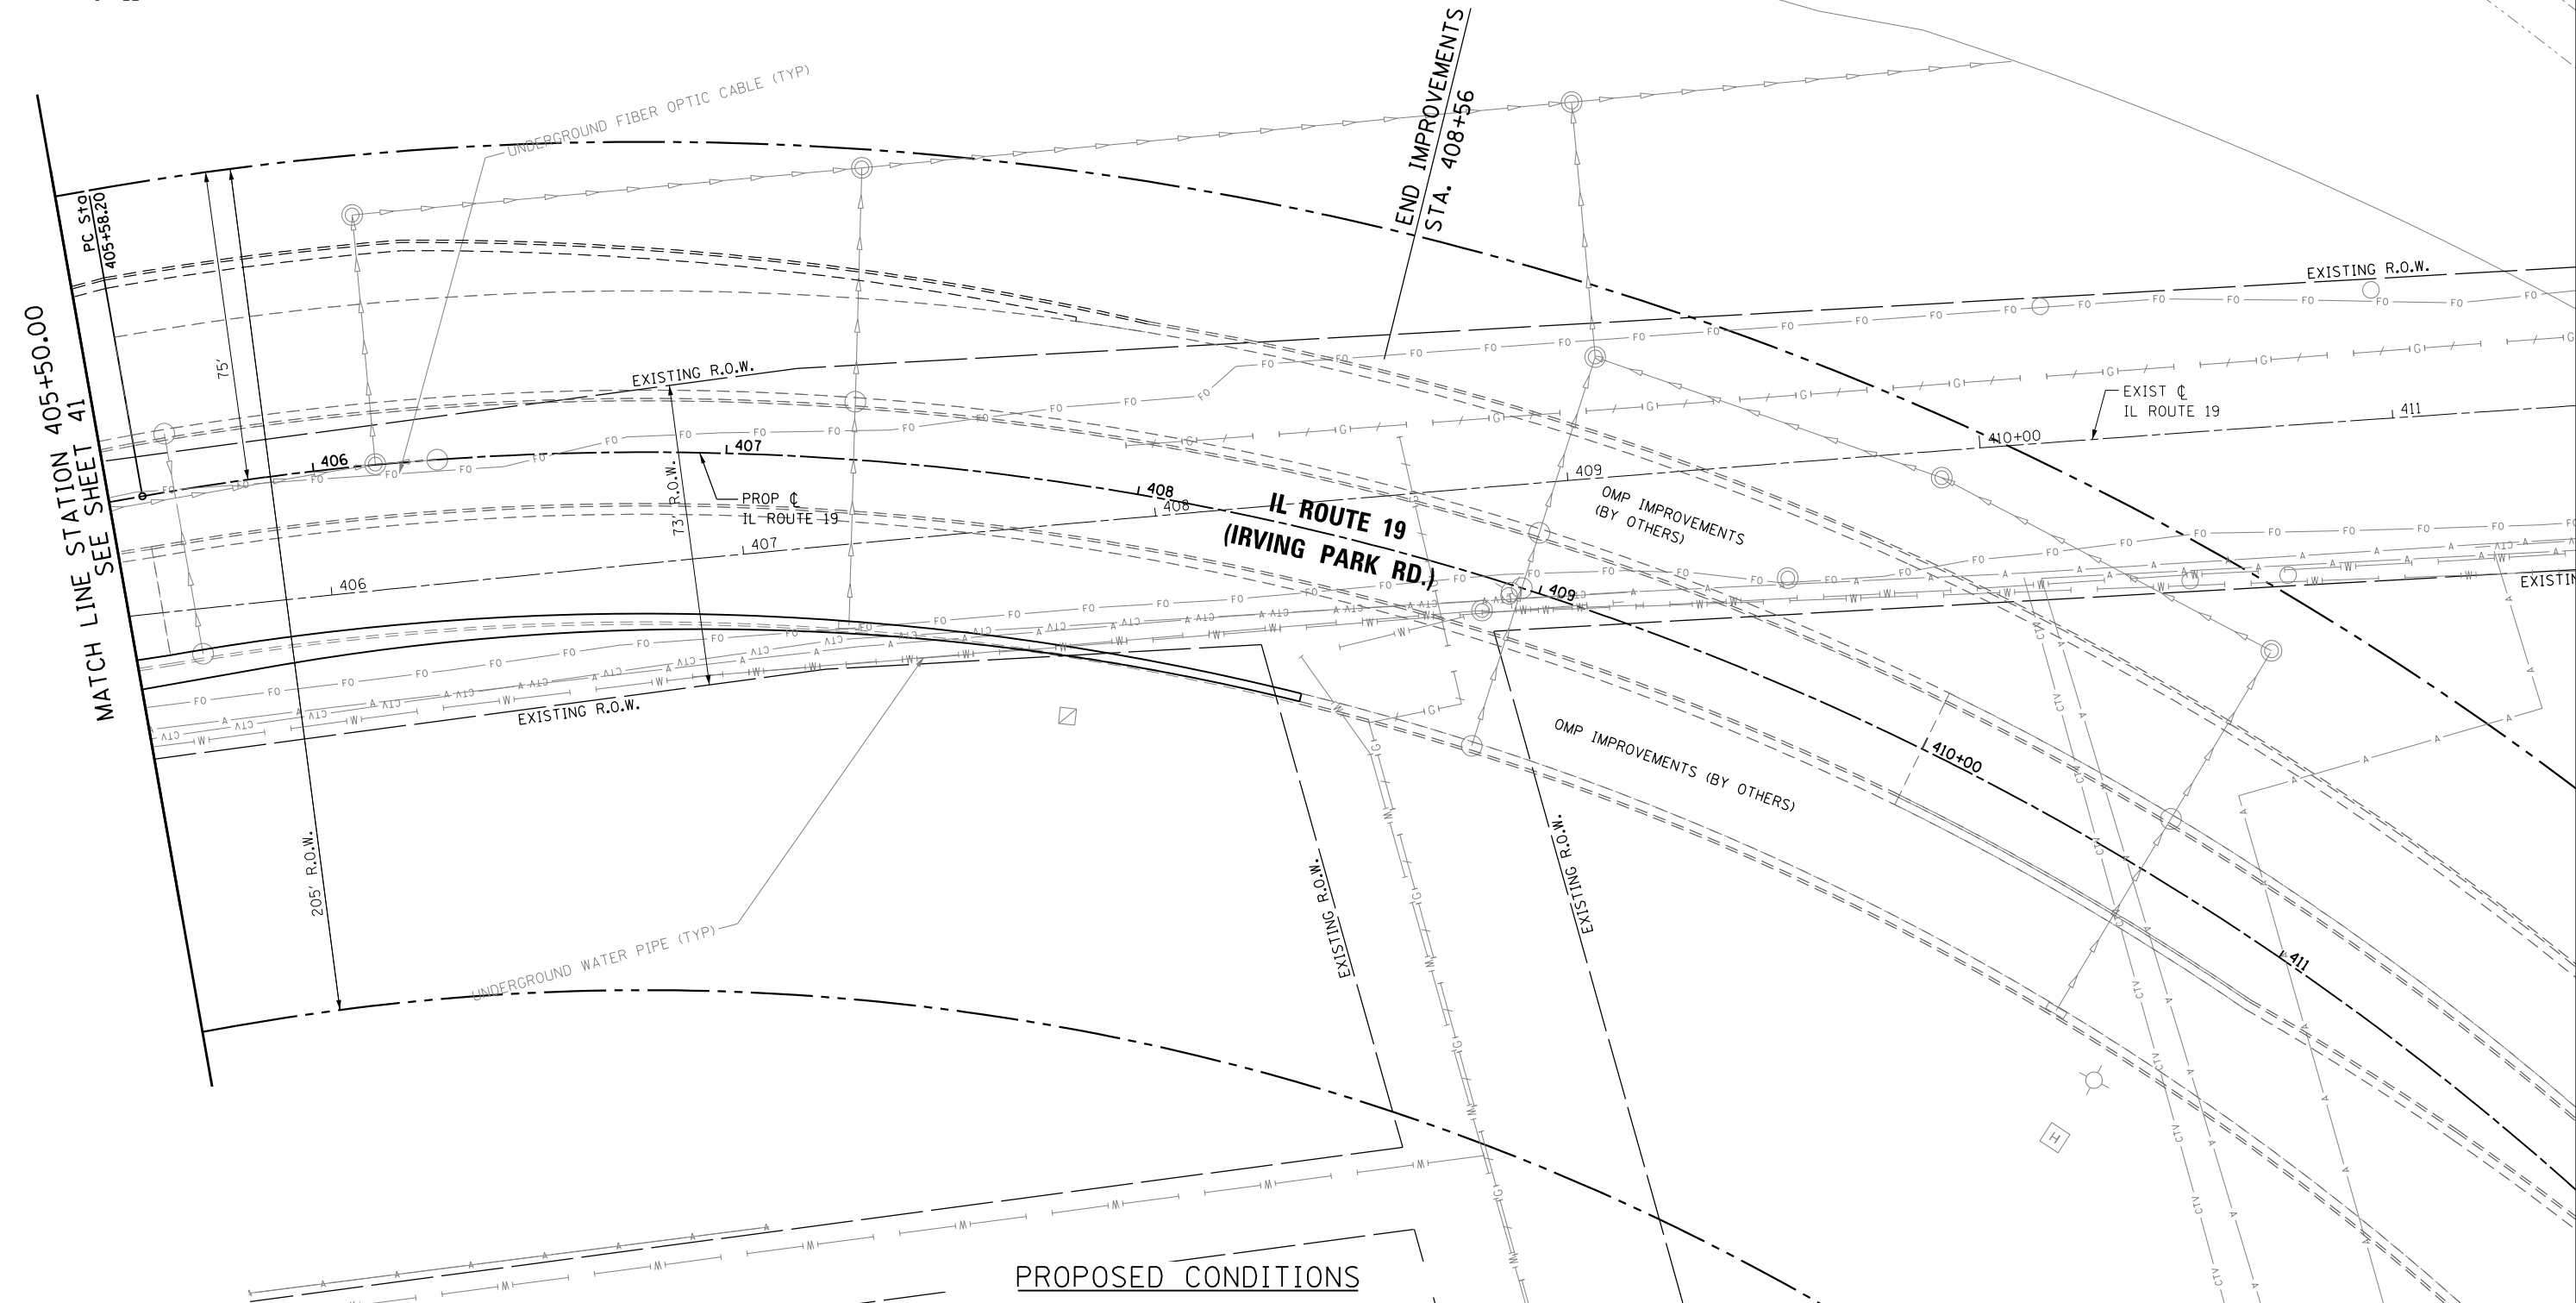 UNDERGROUND FIBER OPTIC CABLE (TYP)
END IMPROVEMENTS
STA. 408+56
PC Sta
405+58.20
MATCH LINE STATION 405+50.00
SEE SHEET 41
75'
205' R.O.W.
73' R.O.W.
EXISTING R.O.W.
EXISTING R.O.W.
EXIST ℄
IL ROUTE 19
406
407
408
409
410+00
411
PROP ℄
IL ROUTE 19
406
407
408
409
410+00
411
IL ROUTE 19
(IRVING PARK RD.)
OMP IMPROVEMENTS
(BY OTHERS)
OMP IMPROVEMENTS (BY OTHERS)
EXISTING R.O.W.
EXISTING R.O.W.
EXISTING R.O.W.
EXISTIN
UNDERGROUND WATER PIPE (TYP)
H
PROPOSED CONDITIONS